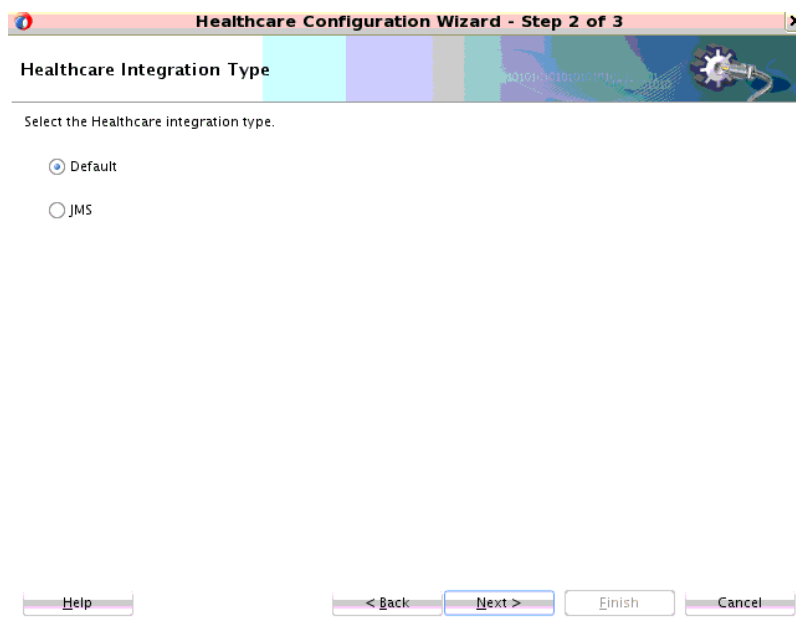 Healthcare Configuration Wizard - Step 2 of 3
Healthcare Integration Type
Select the Healthcare integration type.
Default
JMS
Help < Back Next > Finish Cancel